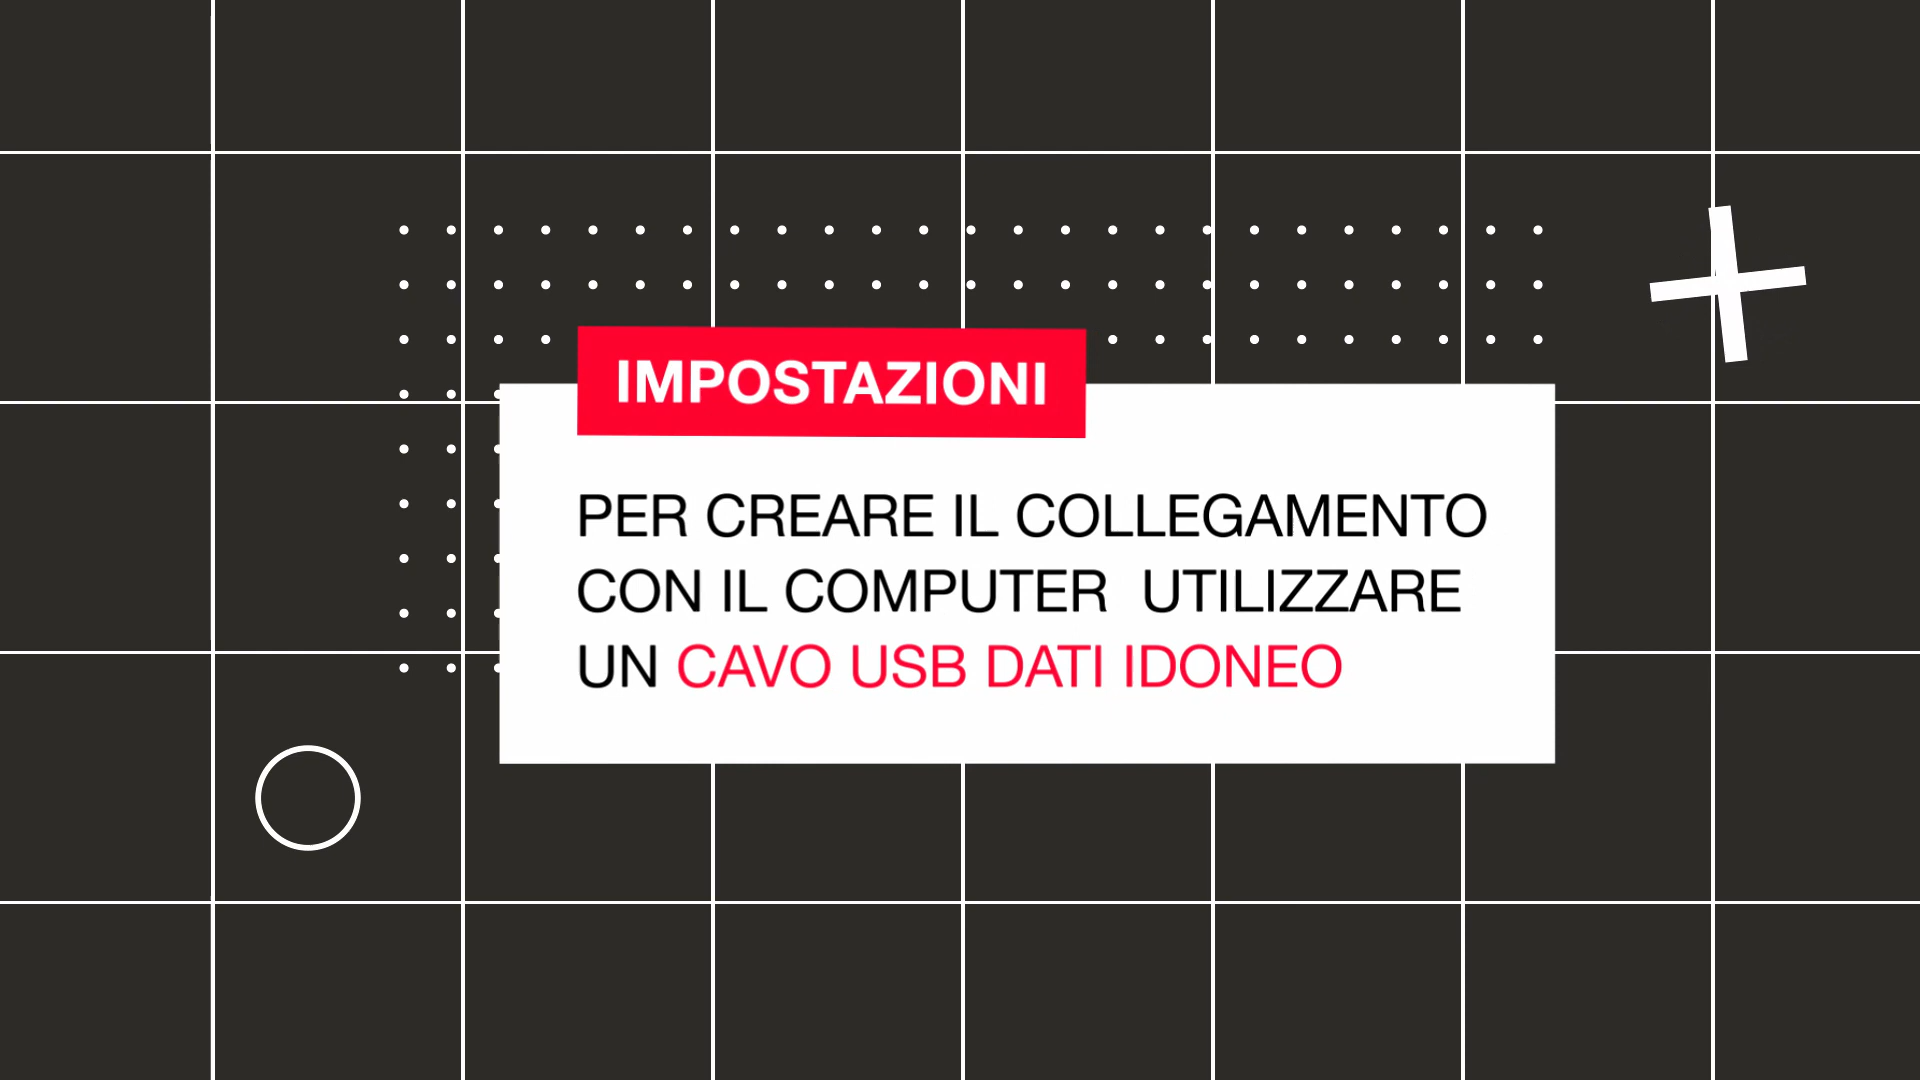 IMPOSTAZIONI
PER CREARE IL COLLEGAMENTO
CON IL COMPUTER  UTILIZZARE
UN CAVO USB DATI IDONEO